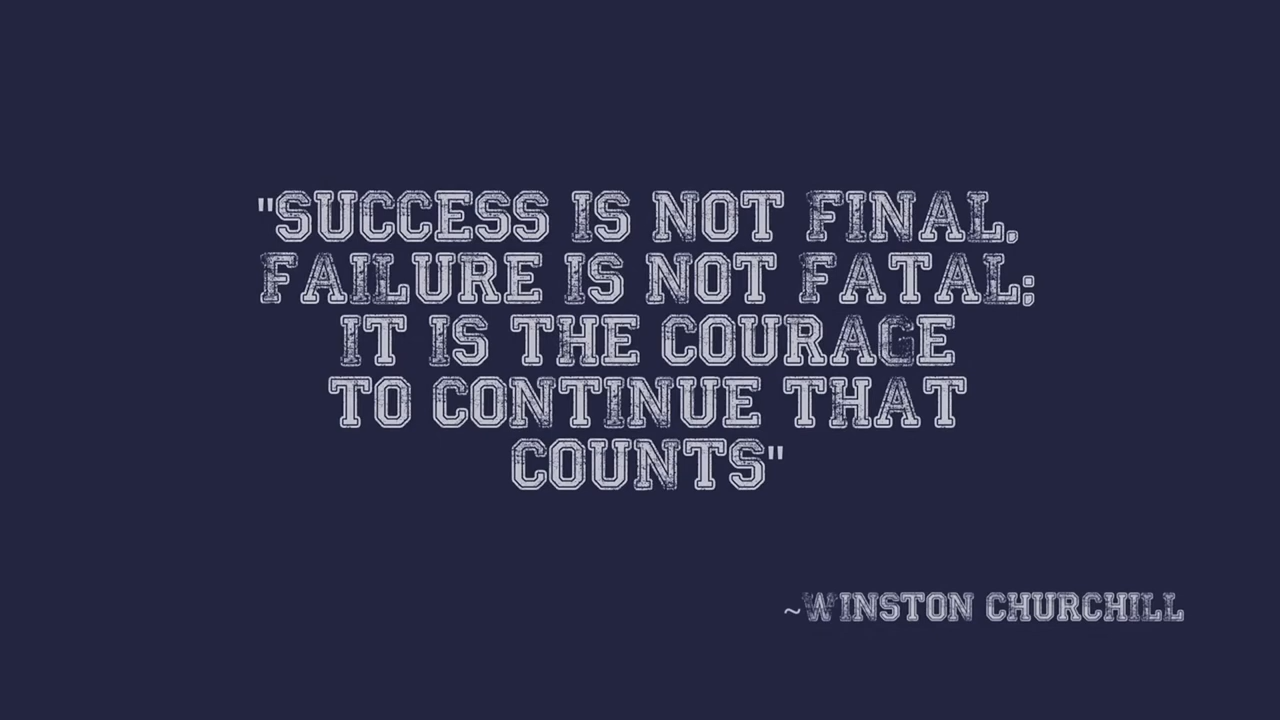 "SUCCESS IS NOT FINAL,
FAILURE IS NOT FATAL:
IT IS THE COURAGE
TO CONTINUE THAT
COUNTS"
~WINSTON CHURCHILL